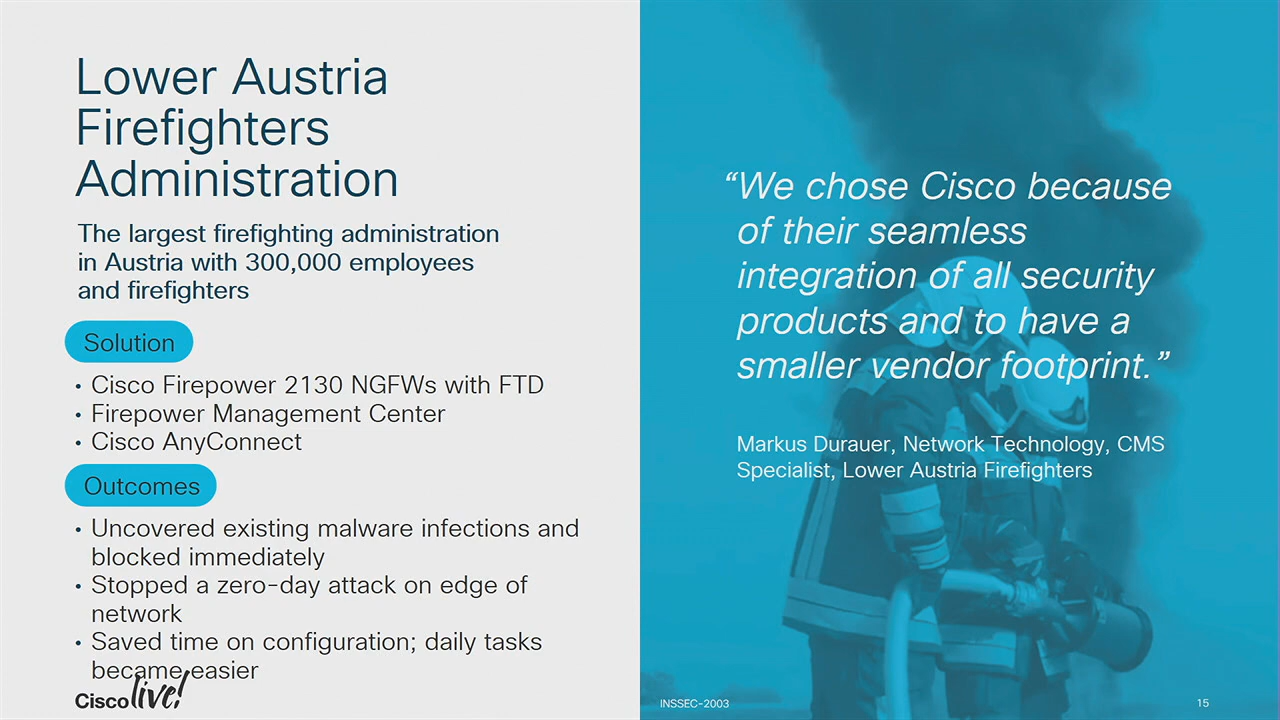 Lower Austria
Firefighters
Administration
The largest firefighting administration
in Austria with 300,000 employees
and firefighters
Solution
• Cisco Firepower 2130 NGFWs with FTD
• Firepower Management Center
• Cisco AnyConnect
Outcomes
• Uncovered existing malware infections and
blocked immediately
• Stopped a zero-day attack on edge of
network
• Saved time on configuration; daily tasks
became easier
Cisco live!
“We chose Cisco because
of their seamless
integration of all security
products and to have a
smaller vendor footprint.”
Markus Durauer, Network Technology, CMS
Specialist, Lower Austria Firefighters
INSSEC-2003
15